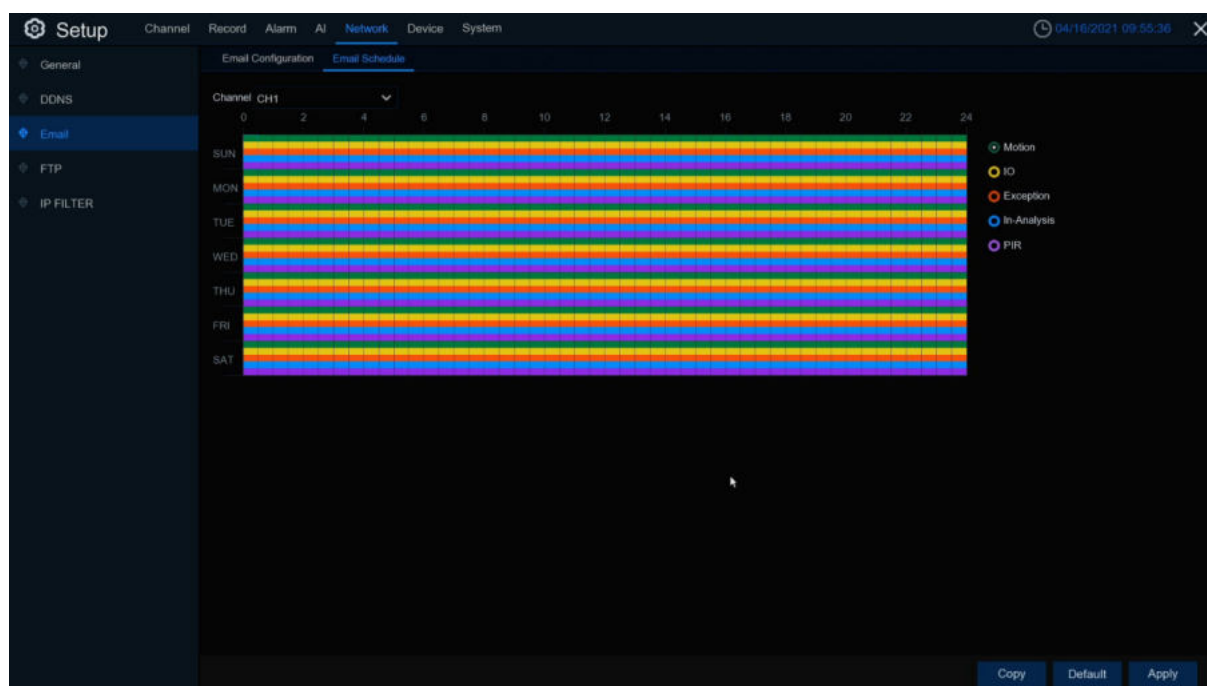 Setup Channel Record Alarm AI Network Device System 04/16/2021 09:55:36
General
DDNS
Email
FTP
IP FILTER
Email Configuration Email Schedule
Channel CH1
0 2 4 6 8 10 12 14 16 18 20 22 24
SUN
MON
TUE
WED
THU
FRI
SAT
Motion
IO
Exception
In-Analysis
PIR
Copy Default Apply